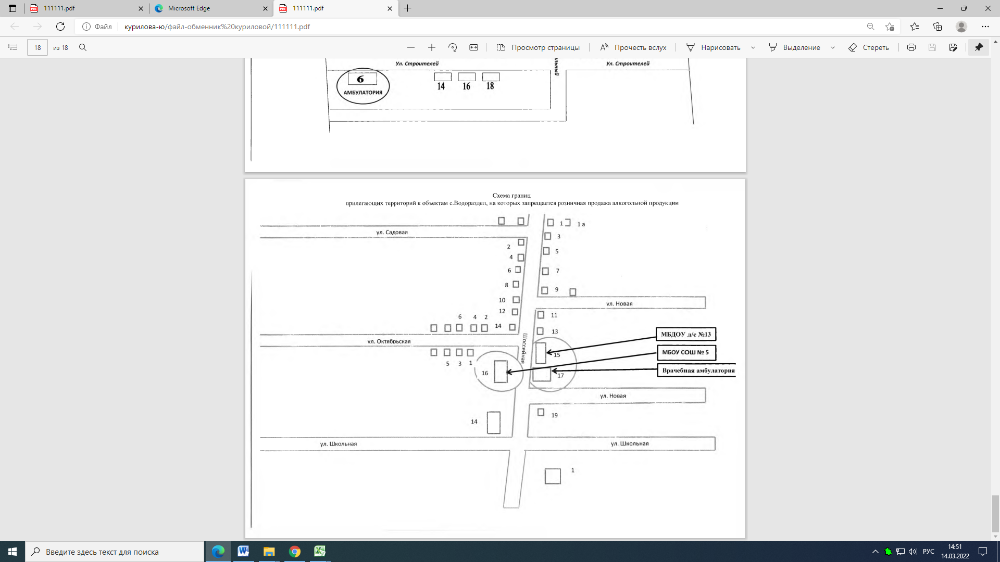 111111.pdf
Microsoft Edge
111111.pdf
Файл
курилова-ю/файл-обменник%20куриловой/111111.pdf
18
из 18
Просмотр страницы
Прочесть вслух
Нарисовать
Выделение
Стереть
Ул. Строителей
льный
Ул. Строителей
6
АМБУЛАТОРИЯ
14
16
18
Схема границ
прилегающих территорий к объектам с.Водораздел, на которых запрещается розничная продажа алкогольной продукции
1
1 а
ул. Садовая
3
2
5
4
6
7
8
9
10
ул. Новая
12
11
6
4
2
14
13
МБДОУ д/с №13
Шоссейная
ул. Октябрьская
15
МБОУ СОШ № 5
5
3
1
16
17
Врачебная амбулатория
ул. Новая
19
14
ул. Школьная
ул. Школьная
1
Введите здесь текст для поиска
РУС
14:51
14.03.2022